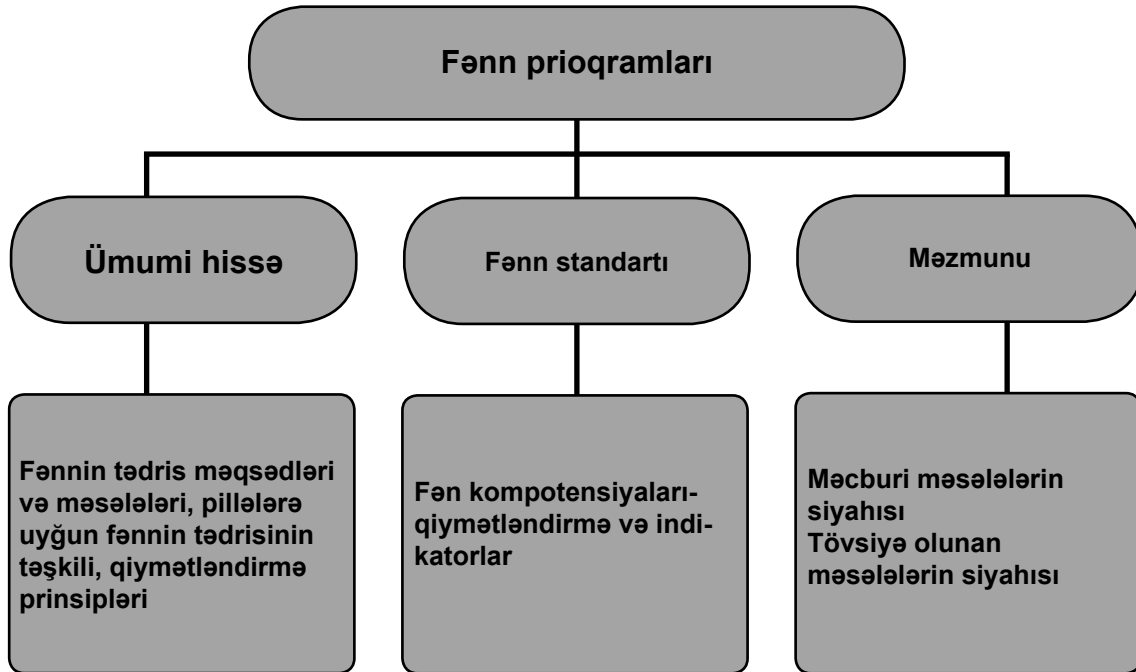 Fənn prioqramları
Ümumi hissə
Fənn standartı
Məzmunu
Fənnin tədris məqsədləri
və məsələləri, pillələrə
uyğun fənnin tədrisinin
təşkili, qiymətləndirmə
prinsipləri
Fən kompotensiyaları-
qiymətləndirmə və indi-
katorlar
Məcburi məsələlərin
siyahısı
Tövsiyə olunan
məsələlərin siyahısı